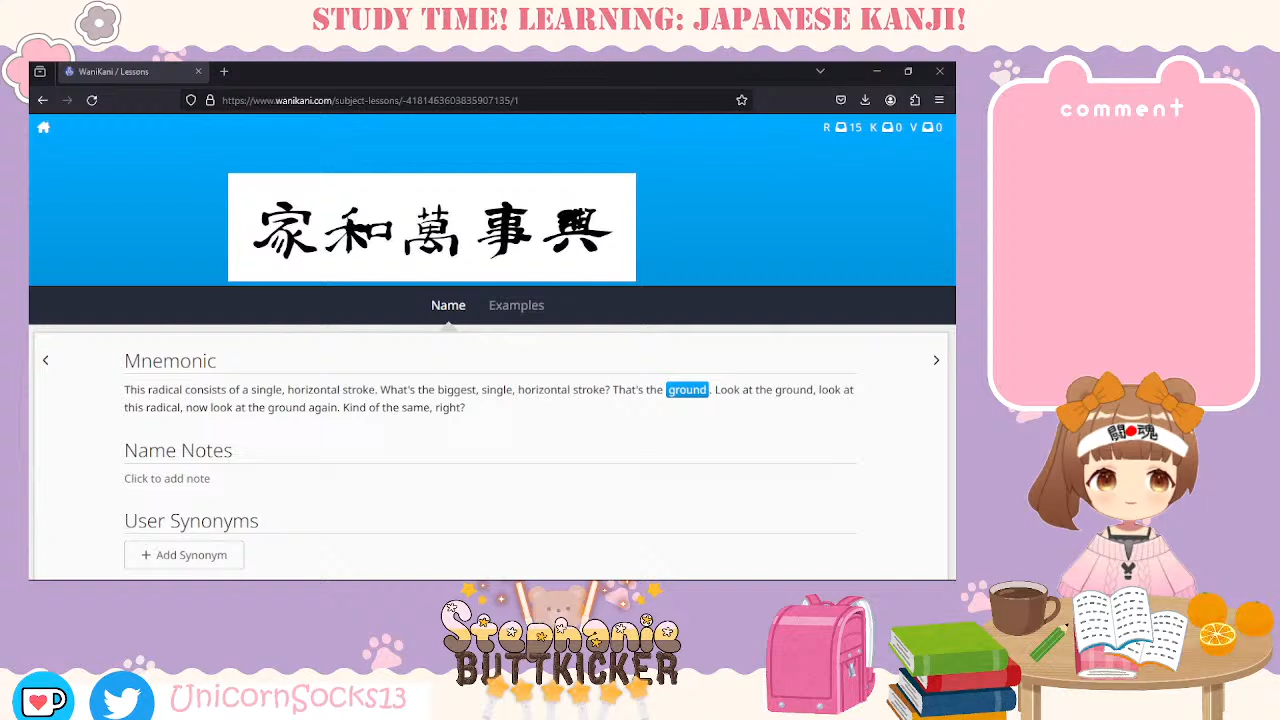 STUDY TIME! LEARNING: JAPANESE KANJI!
WaniKani / Lessons
https://www.wanikani.com/subject-lessons/-4181463603835907135/1
R 15 K 0 V 0
家和萬事興
Name Examples
Mnemonic
This radical consists of a single, horizontal stroke. What's the biggest, single, horizontal stroke? That's the ground. Look at the ground, look at
this radical, now look at the ground again. Kind of the same, right?
Name Notes
Click to add note
User Synonyms
+ Add Synonym
comment
闘魂
Stephanie
BUTTKICKER
UnicornSocks13